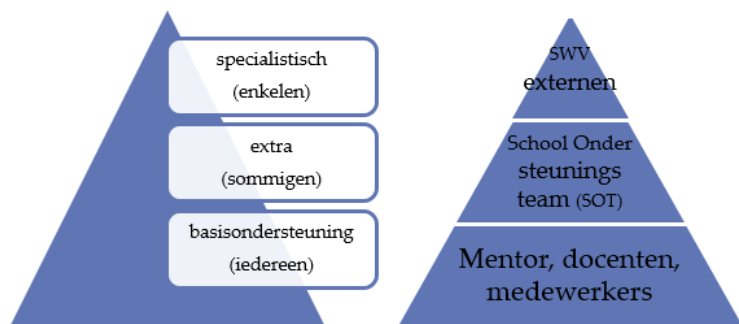 specialistisch
(enkelen)
extra
(sommigen)
basisondersteuning
(iedereen)
SWV
externen
School Onder
steunings
team (SOT)
Mentor, docenten,
medewerkers